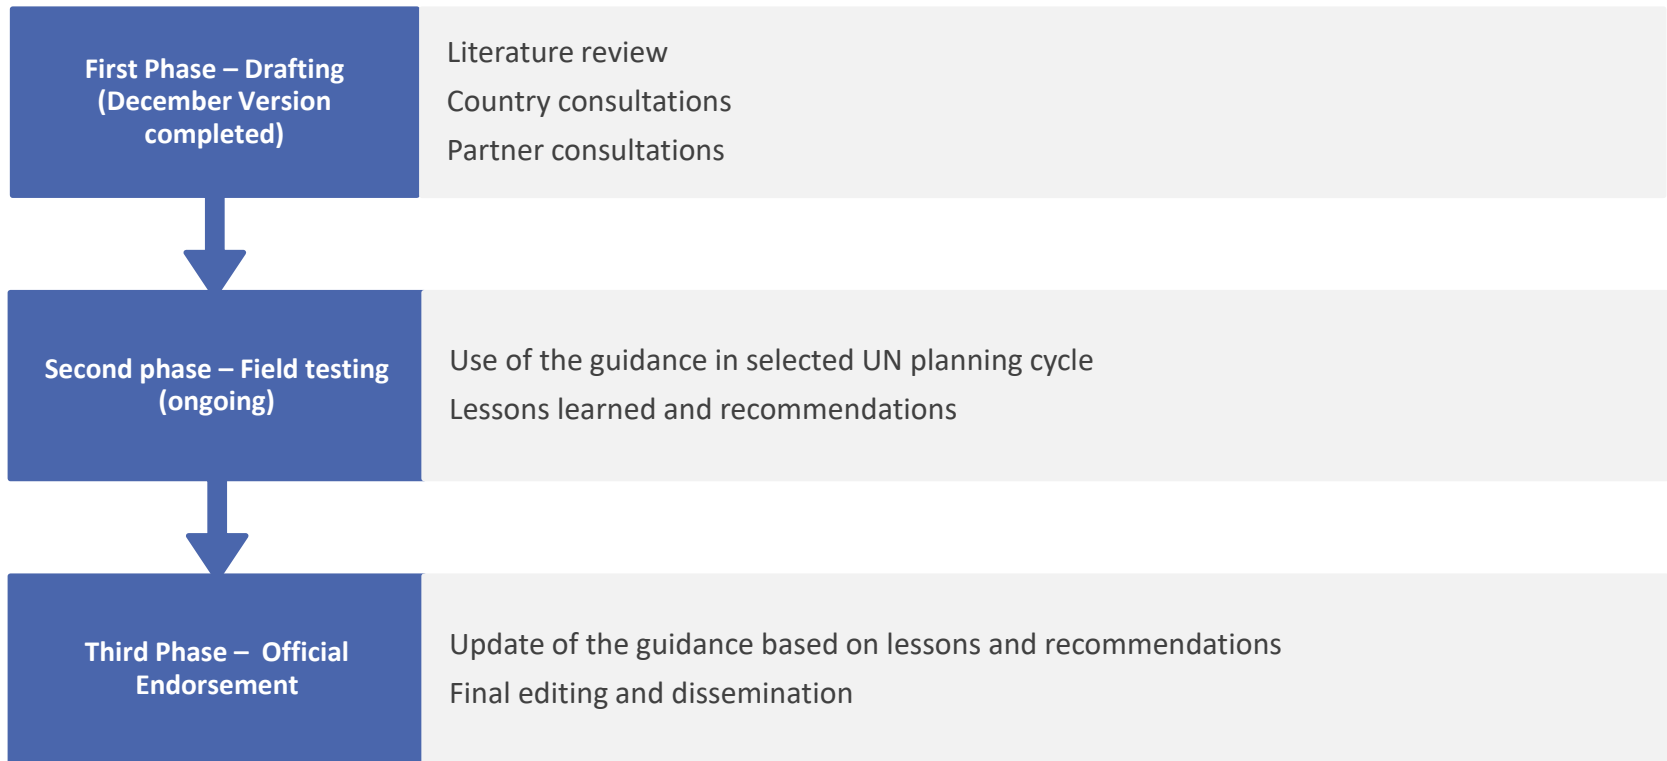 First Phase – Drafting
(December Version
completed)
Literature review
Country consultations
Partner consultations
Second phase – Field testing
(ongoing)
Use of the guidance in selected UN planning cycle
Lessons learned and recommendations
Third Phase – Official
Endorsement
Update of the guidance based on lessons and recommendations
Final editing and dissemination